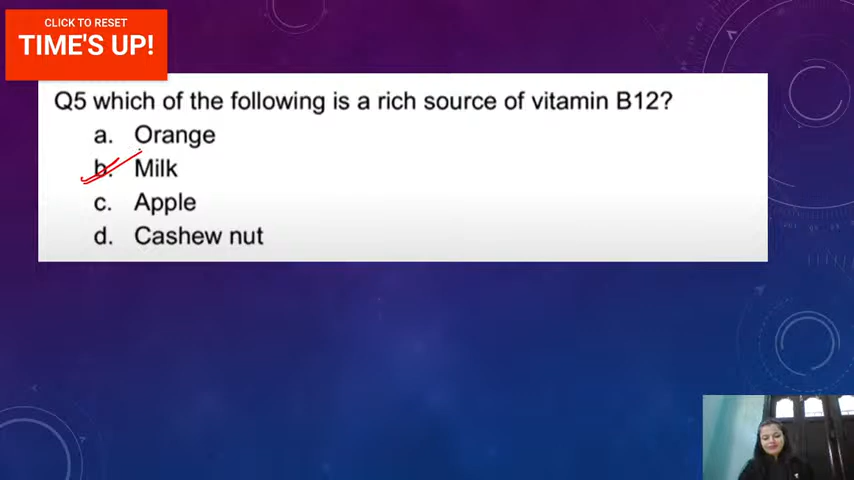 CLICK TO RESET
TIME'S UP!
Q5 which of the following is a rich source of vitamin B12?
a. Orange
b. Milk
c. Apple
d. Cashew nut